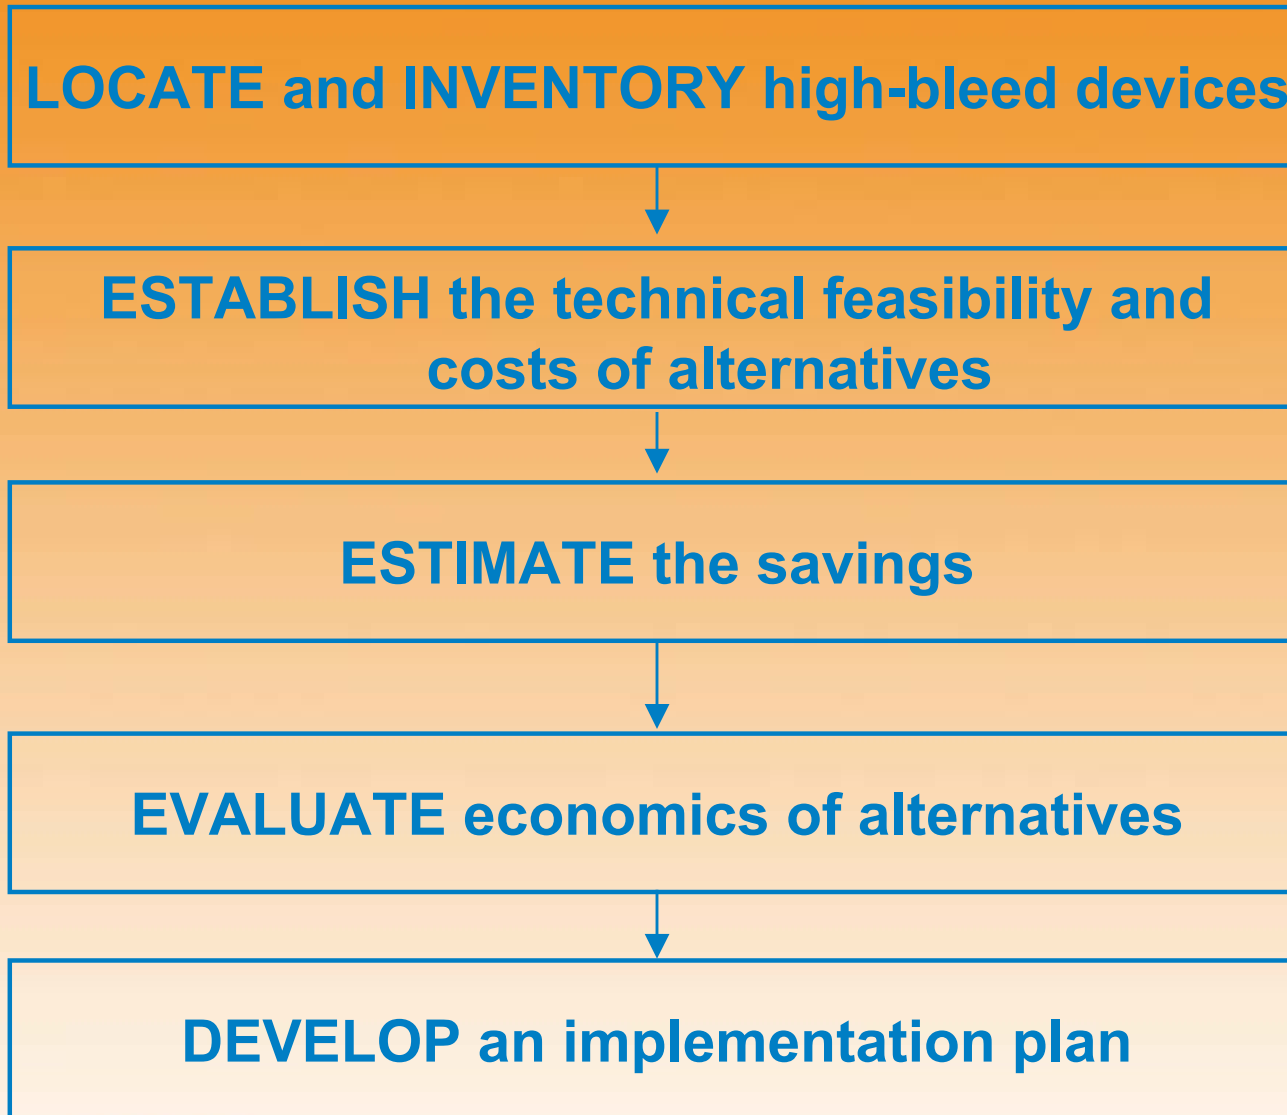 LOCATE and INVENTORY high-bleed devices
ESTABLISH the technical feasibility and
costs of alternatives
ESTIMATE the savings
EVALUATE economics of alternatives
DEVELOP an implementation plan